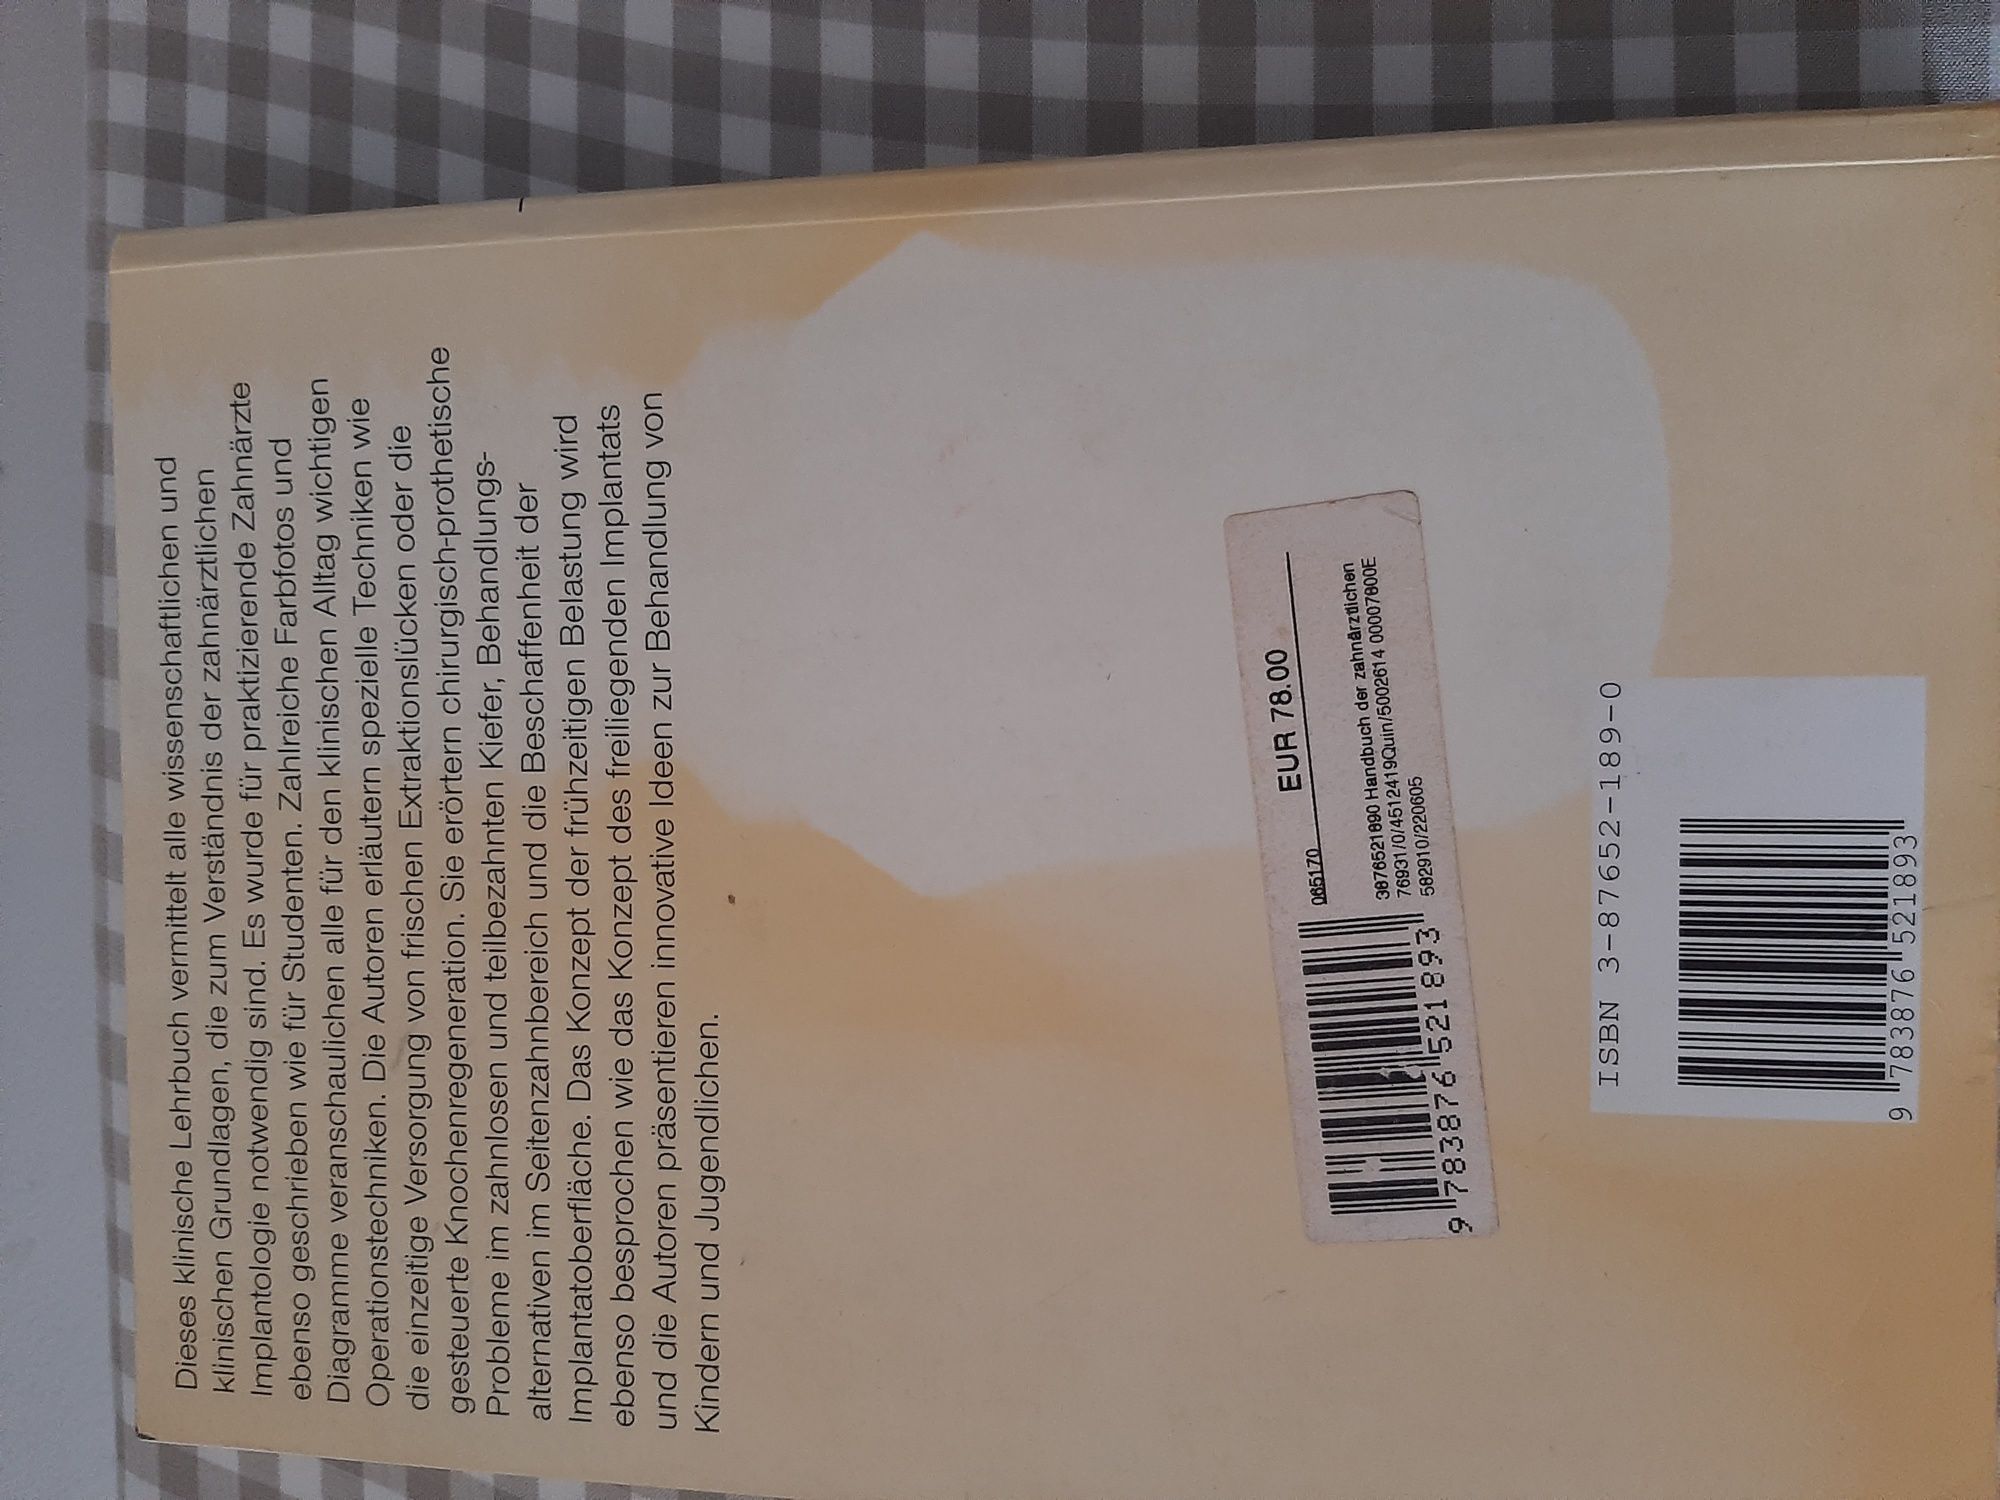 Dieses klinische Lehrbuch vermittelt alle wissenschaftlichen und
klinischen Grundlagen, die zum Verständnis der zahnärztlichen
Implantologie notwendig sind. Es wurde für praktizierende Zahnärzte
ebenso geschrieben wie für Studenten. Zahlreiche Farbfotos und
Diagramme veranschaulichen alle für den klinischen Alltag wichtigen
Operationstechniken. Die Autoren erläutern spezielle Techniken wie
die einzeitige Versorgung von frischen Extraktionslücken oder die
gesteuerte Knochenregeneration. Sie erörtern chirurgisch-prothetische
Probleme im zahnlosen und teilbezahnten Kiefer, Behandlungs-
alternativen im Seitenzahnbereich und die Beschaffenheit der
Implantatoberfläche. Das Konzept der frühzeitigen Belastung wird
ebenso besprochen wie das Konzept des freiliegenden Implantats
und die Autoren präsentieren innovative Ideen zur Behandlung von
Kindern und Jugendlichen.
EUR 78.00
065170
3876521890 Handbuch der zahnärztlichen
76931/0/4512419Quin/5002614 00007800E
582910/220605
9 783876 521893
ISBN 3-87652-189-0
9 783876 521893